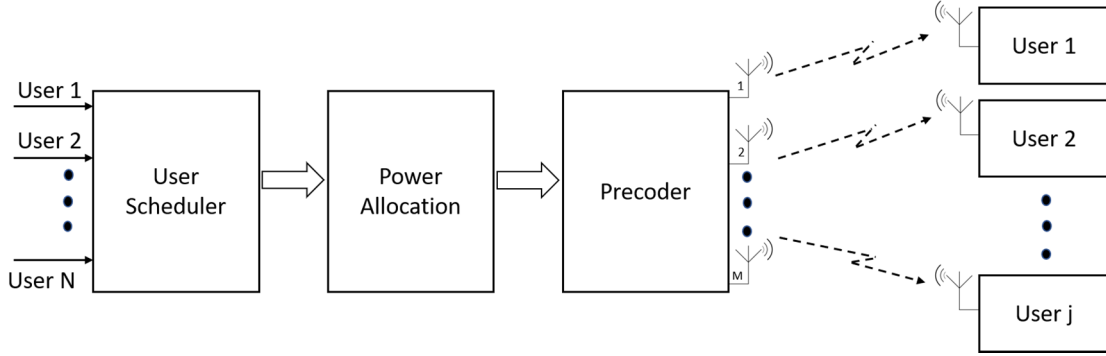 User 1
User 2
User N
User
Scheduler
Power
Allocation
Precoder
1
2
M
User 1
User 2
User j